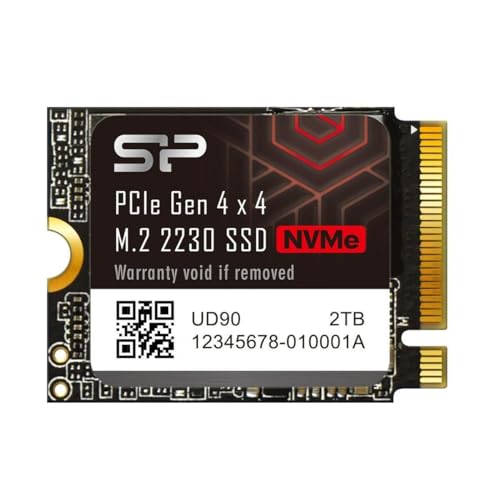 SP
PCIe Gen 4 x 4
M.2 2230 SSD NVMe
Warranty void if removed
UD90 2TB
12345678-010001A
M